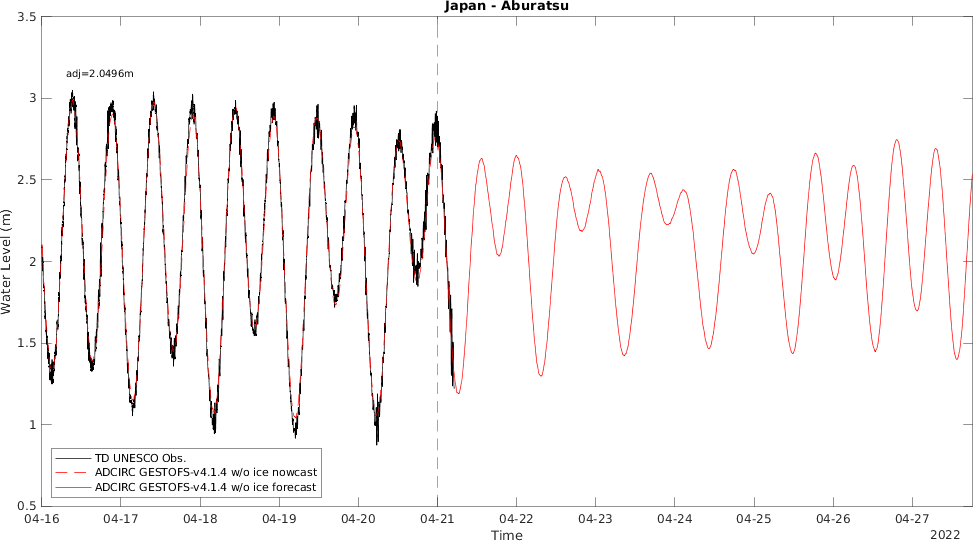 Japan - Aburatsu
3.5
3
2.5
2
1.5
1
0.5
Water Level (m)
adj=2.0496m
TD UNESCO Obs.
ADCIRC GESTOFS-v4.1.4 w/o ice nowcast
ADCIRC GESTOFS-v4.1.4 w/o ice forecast
04-16 04-17 04-18 04-19 04-20 04-21 04-22 04-23 04-24 04-25 04-26 04-27
Time
2022